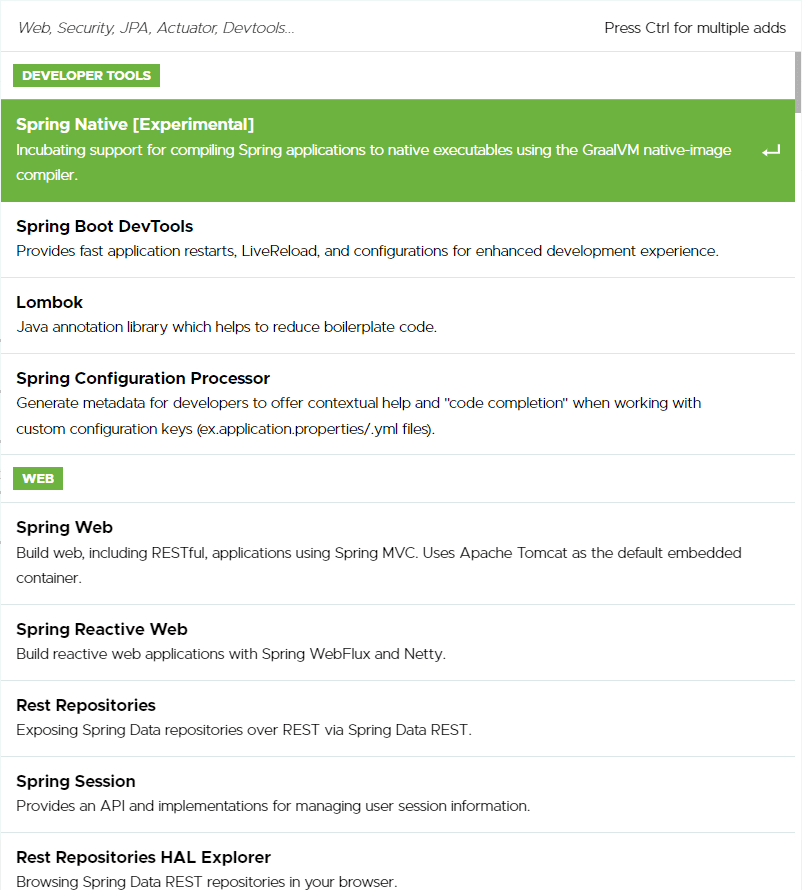 Web, Security, JPA, Actuator, Devtools...
Press Ctrl for multiple adds
DEVELOPER TOOLS
Spring Native [Experimental]
Incubating support for compiling Spring applications to native executables using the GraalVM native-image
compiler.
Spring Boot DevTools
Provides fast application restarts, LiveReload, and configurations for enhanced development experience.
Lombok
Java annotation library which helps to reduce boilerplate code.
Spring Configuration Processor
Generate metadata for developers to offer contextual help and "code completion" when working with
custom configuration keys (ex.application.properties/.yml files).
WEB
Spring Web
Build web, including RESTful, applications using Spring MVC. Uses Apache Tomcat as the default embedded
container.
Spring Reactive Web
Build reactive web applications with Spring WebFlux and Netty.
Rest Repositories
Exposing Spring Data repositories over REST via Spring Data REST.
Spring Session
Provides an API and implementations for managing user session information.
Rest Repositories HAL Explorer
Browsing Spring Data REST repositories in your browser.